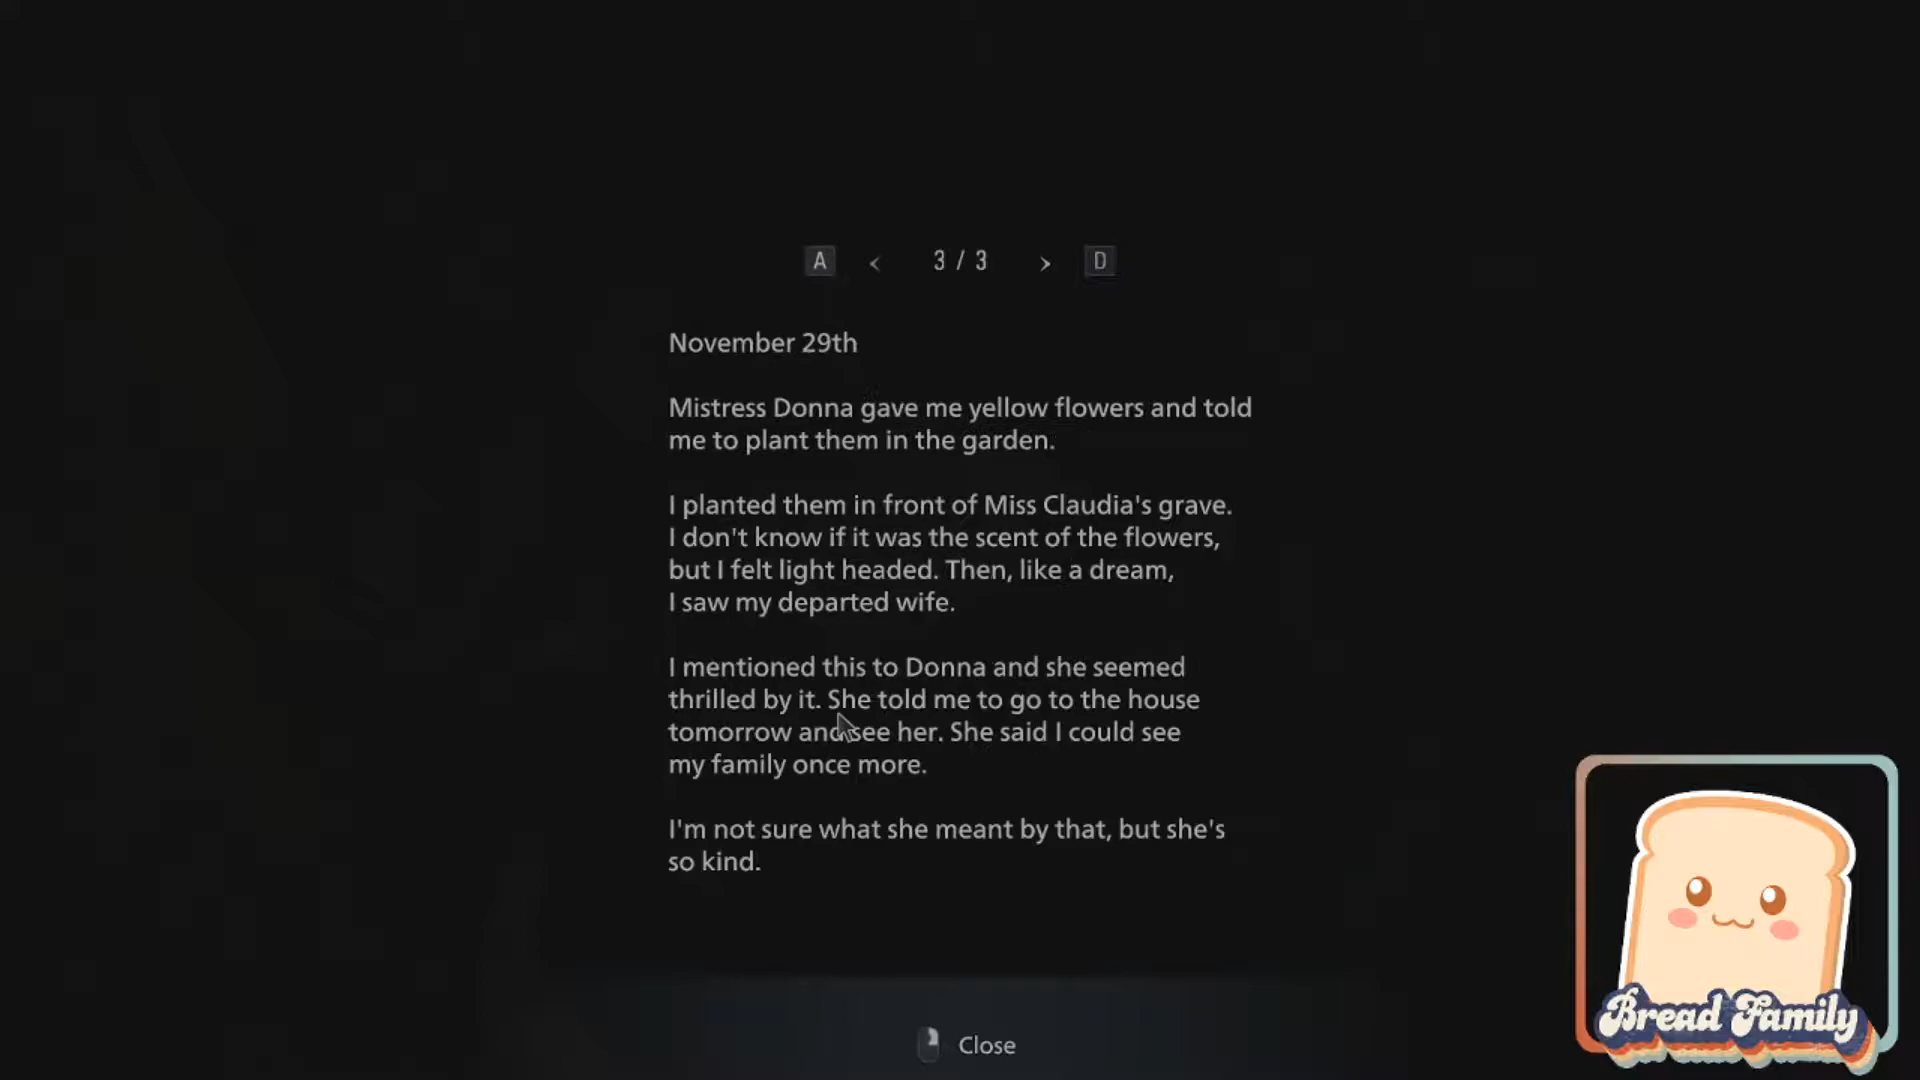 A < 3 / 3 > D
November 29th
Mistress Donna gave me yellow flowers and told
me to plant them in the garden.
I planted them in front of Miss Claudia's grave.
I don't know if it was the scent of the flowers,
but I felt light headed. Then, like a dream,
I saw my departed wife.
I mentioned this to Donna and she seemed
thrilled by it. She told me to go to the house
tomorrow and see her. She said I could see
my family once more.
I'm not sure what she meant by that, but she's
so kind.
Close
Bread Family